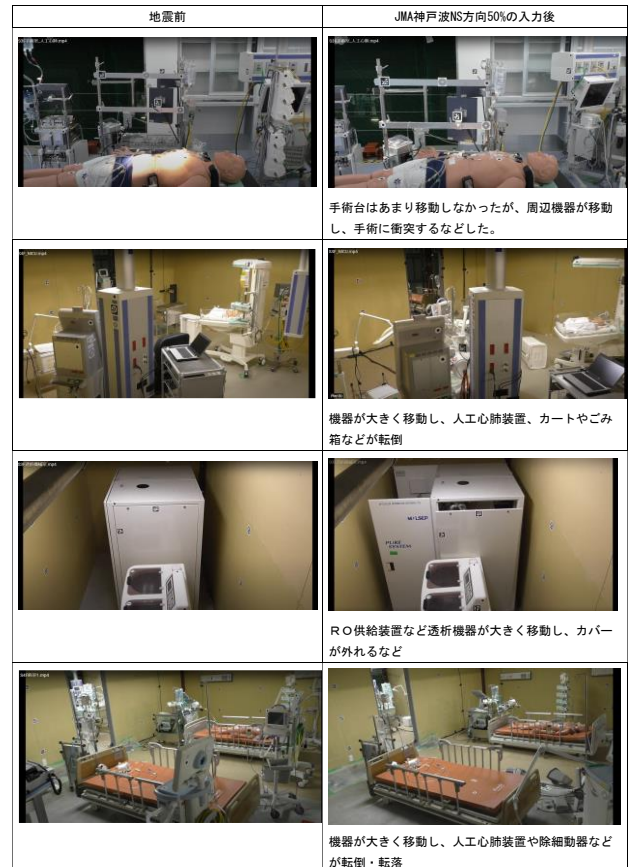 地震前
JMA神戸波NS方向50%の入力後
手術台はあまり移動しなかったが、周辺機器が移動
し、手術に衝突するなどした。
機器が大きく移動し、人工心肺装置、カートやごみ
箱などが転倒
ＲＯ供給装置など透析機器が大きく移動し、カバー
が外れるなど
機器が大きく移動し、人工心肺装置や除細動器など
が転倒・転落